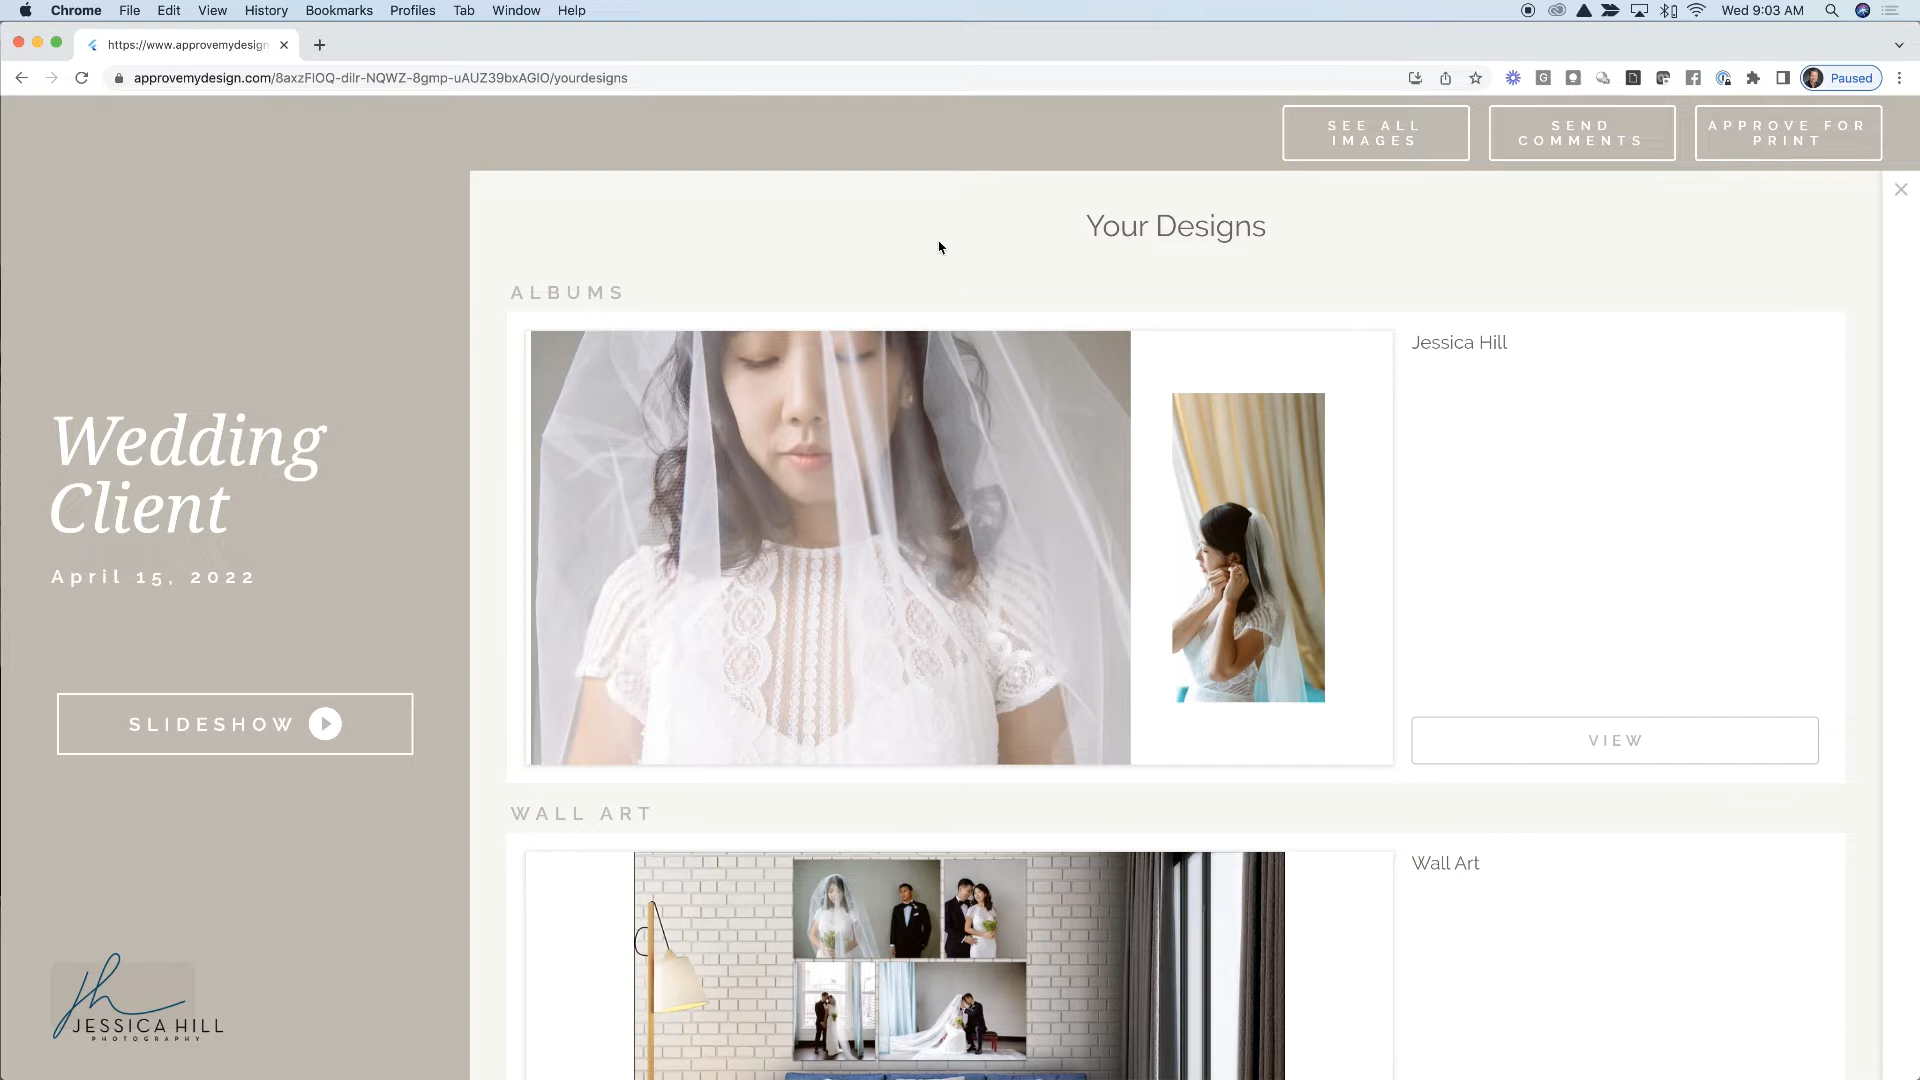 Chrome File Edit View History Bookmarks Profiles Tab Window Help
Wed 9:03 AM
https://www.approvemydesign
approvemydesign.com/8axzFIOQ-dilr-NQWZ-8gmp-uAUZ39bxAGIO/yourdesigns
Paused
SEE ALL
IMAGES
SEND
COMMENTS
APPROVE FOR
PRINT
Your Designs
ALBUMS
Jessica Hill
Wedding
Client
April 15, 2022
SLIDESHOW
VIEW
WALL ART
Wall Art
jh
JESSICA HILL
PHOTOGRAPHY